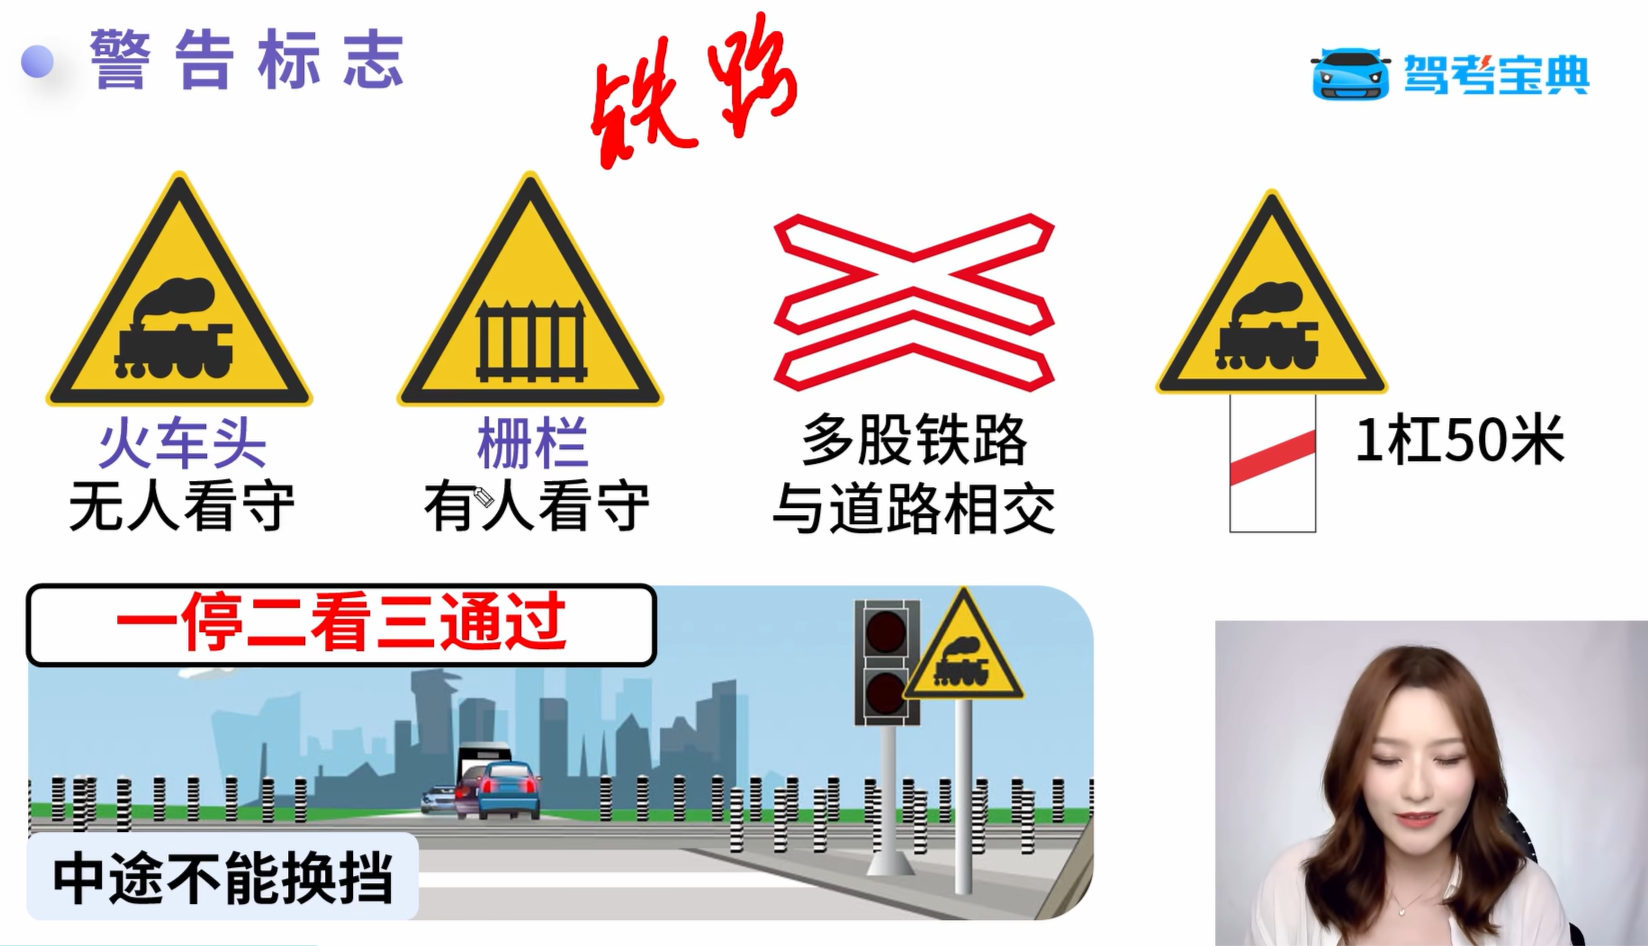 警告标志
铁路
驾考宝典
火车头
无人看守
栅栏
有人看守
多股铁路
与道路相交
1杠50米
一停二看三通过
中途不能换挡